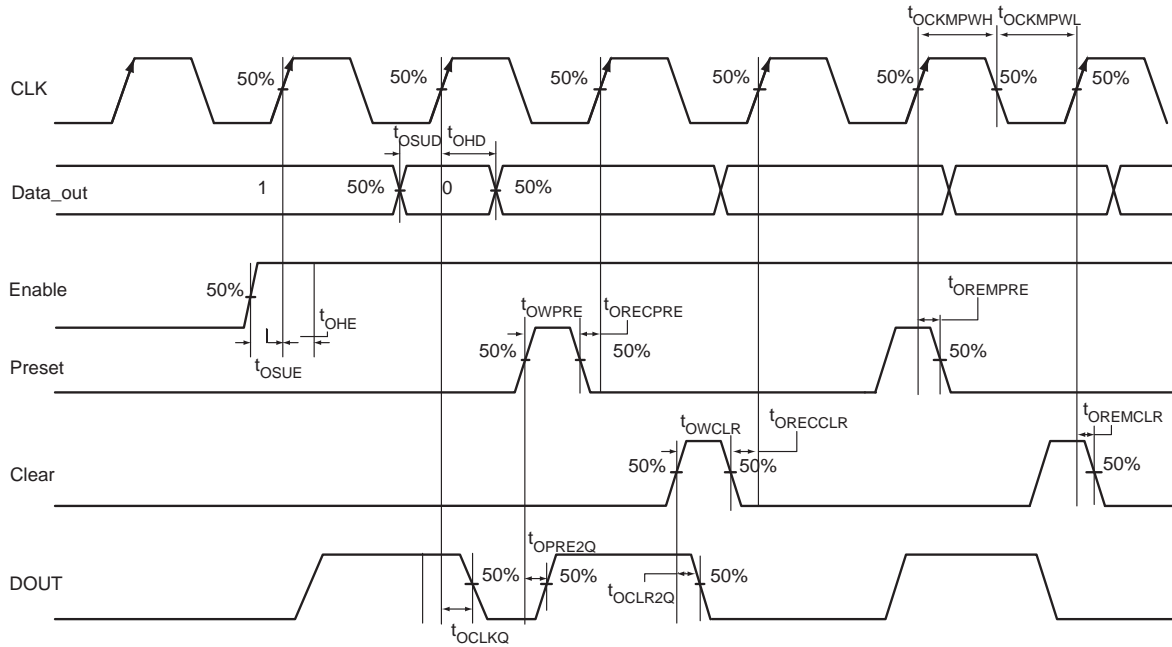 tOCKMPWH tOCKMPWL
CLK 50% 50% 50% 50% 50% 50% 50%
tOSUD tOHD
Data_out 1 50% 0 50%
Enable 50%
tOHE
tOSUE
tOWPRE tORECPRE tOREMPRE
Preset 50% 50% 50%
tOWCLR tORECCLR tOREMCLR
Clear 50% 50% 50%
tOPRE2Q
DOUT 50% 50% 50%
tOCLR2Q
tOCLKQ